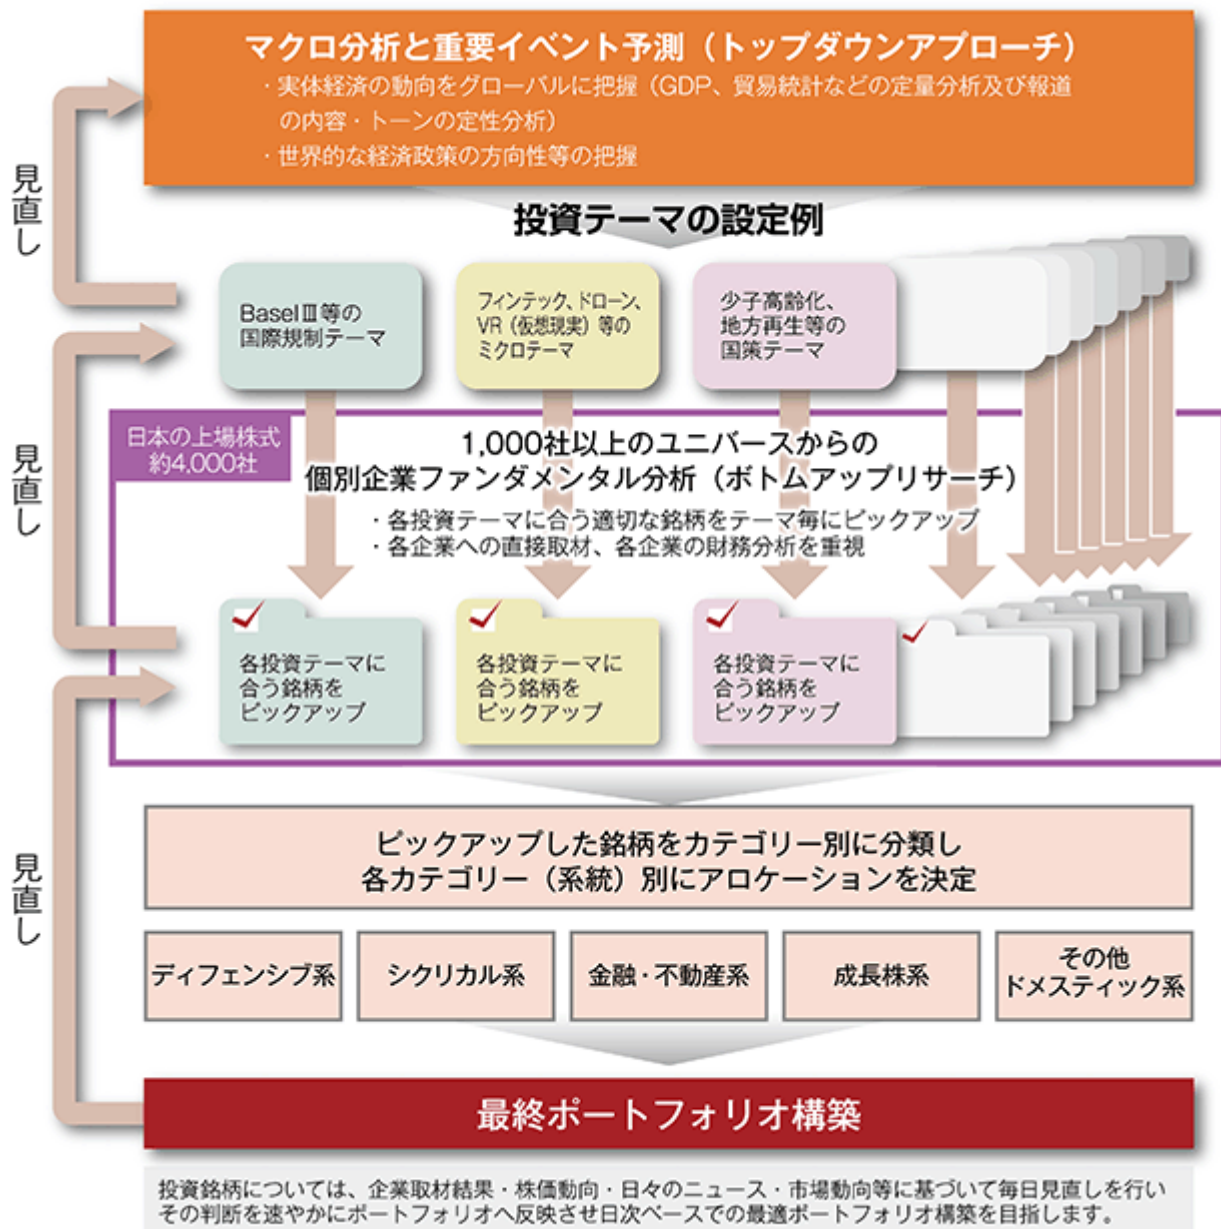 マクロ分析と重要イベント予測（トップダウンアプローチ）
・実体経済の動向をグローバルに把握（GDP、貿易統計などの定量分析及び報道
の内容・トーンの定性分析）
・世界的な経済政策の方向性等の把握
見直し
投資テーマの設定例
BaselⅢ等の
国際規制テーマ
フィンテック、ドローン、
VR（仮想現実）等の
ミクロテーマ
少子高齢化、
地方再生等の
国策テーマ
見直し
日本の上場株式
約4,000社
1,000社以上のユニバースからの
個別企業ファンダメンタル分析（ボトムアップリサーチ）
・各投資テーマに合う適切な銘柄をテーマ毎にピックアップ
・各企業への直接取材、各企業の財務分析を重視
各投資テーマに
合う銘柄を
ピックアップ
各投資テーマに
合う銘柄を
ピックアップ
各投資テーマに
合う銘柄を
ピックアップ
見直し
ピックアップした銘柄をカテゴリー別に分類し
各カテゴリー（系統）別にアロケーションを決定
ディフェンシブ系
シクリカル系
金融・不動産系
成長株系
その他
ドメスティック系
最終ポートフォリオ構築
投資銘柄については、企業取材結果・株価動向・日々のニュース・市場動向等に基づいて毎日見直しを行い
その判断を速やかにポートフォリオへ反映させ日次ベースでの最適ポートフォリオ構築を目指します。